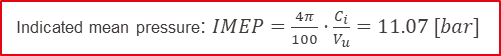 Indicated mean pressure: IMEP = 4π/100 · C_i/V_u = 11.07 [bar]